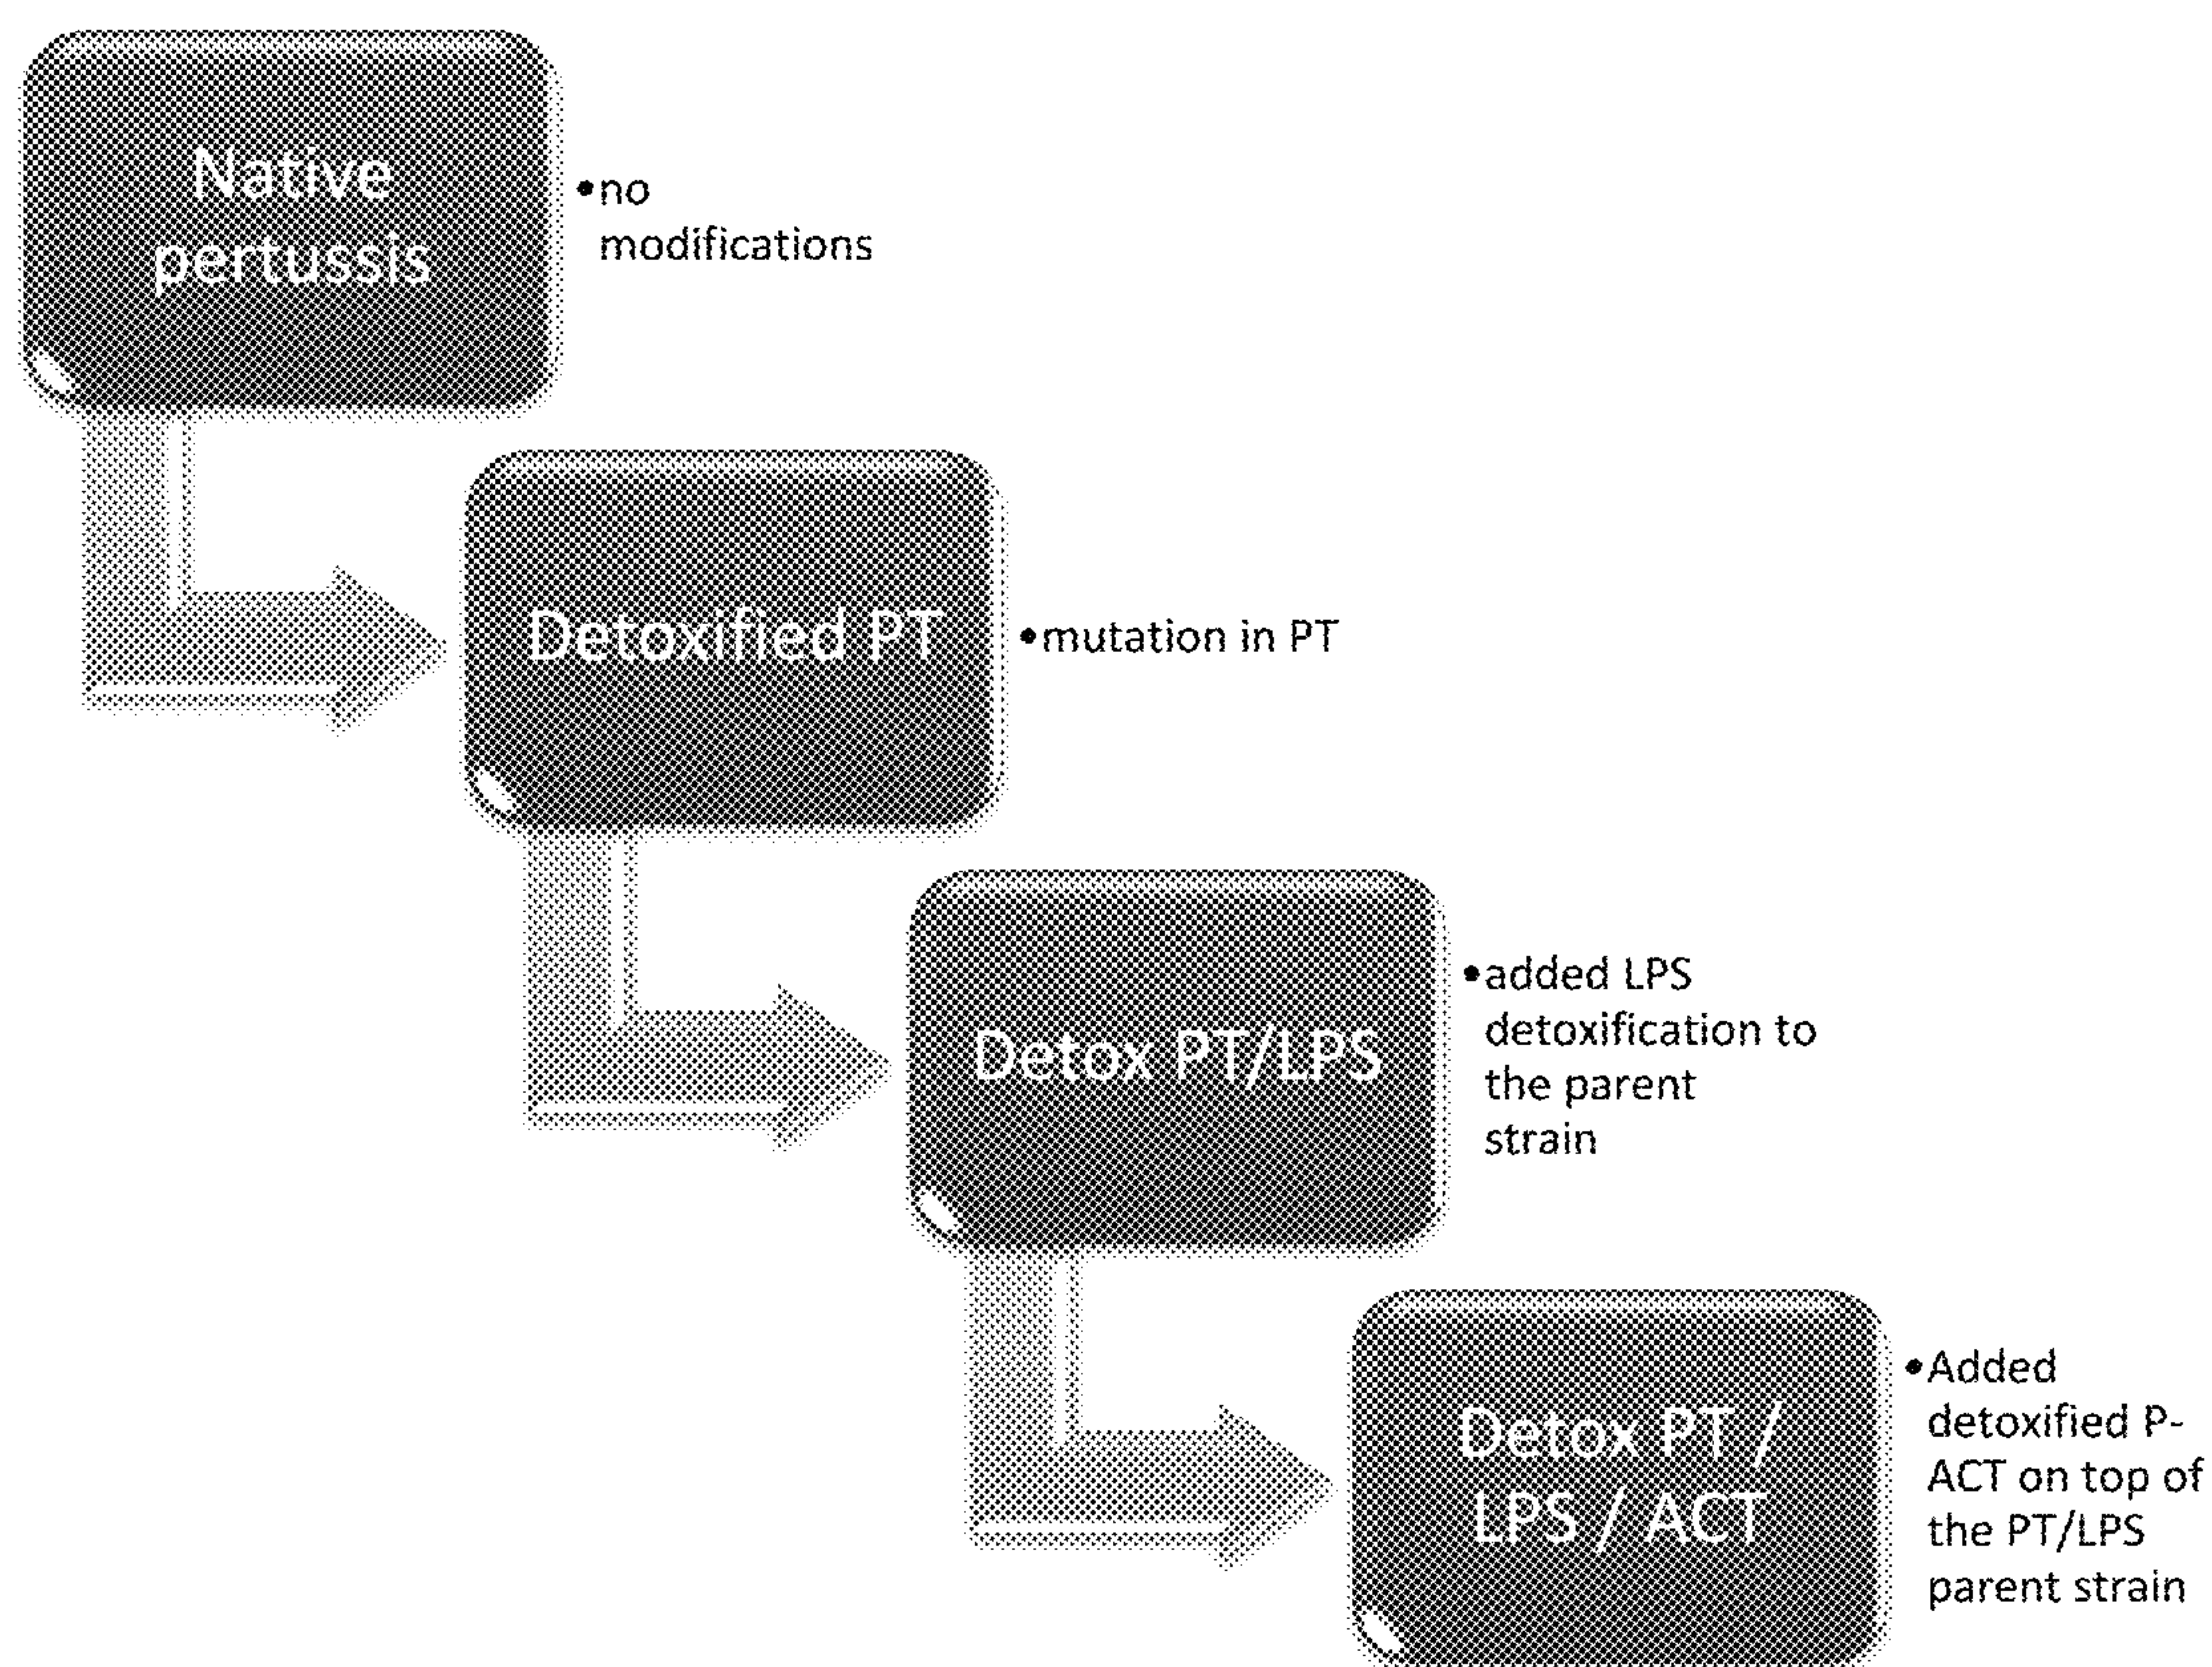 Native
pertussis
•no
modifications
Detoxified PT
•mutation in PT
Detox PT/LPS
•added LPS
detoxification to
the parent
strain
Detox PT /
LPS / ACT
•Added
detoxified P-
ACT on top of
the PT/LPS
parent strain